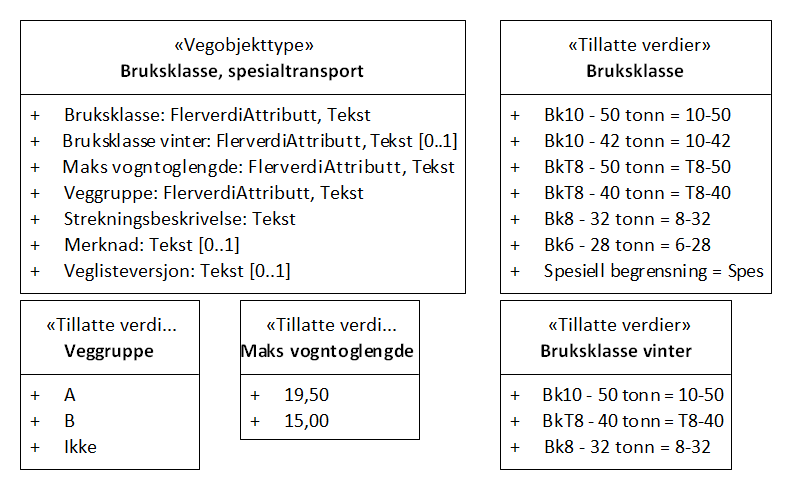 «Vegobjekttype»
Bruksklasse, spesialtransport
+ Bruksklasse: FlerverdiAttributt, Tekst
+ Bruksklasse vinter: FlerverdiAttributt, Tekst [0..1]
+ Maks vogntoglengde: FlerverdiAttributt, Tekst
+ Veggruppe: FlerverdiAttributt, Tekst
+ Strekningsbeskrivelse: Tekst
+ Merknad: Tekst [0..1]
+ Veglisteversjon: Tekst [0..1]
«Tillatte verdier»
Bruksklasse
+ Bk10 - 50 tonn = 10-50
+ Bk10 - 42 tonn = 10-42
+ BkT8 - 50 tonn = T8-50
+ BkT8 - 40 tonn = T8-40
+ Bk8 - 32 tonn = 8-32
+ Bk6 - 28 tonn = 6-28
+ Spesiell begrensning = Spes
«Tillatte verdi...
Veggruppe
+ A
+ B
+ Ikke
«Tillatte verdi...
Maks vogntoglengde
+ 19,50
+ 15,00
«Tillatte verdier»
Bruksklasse vinter
+ Bk10 - 50 tonn = 10-50
+ BkT8 - 40 tonn = T8-40
+ Bk8 - 32 tonn = 8-32